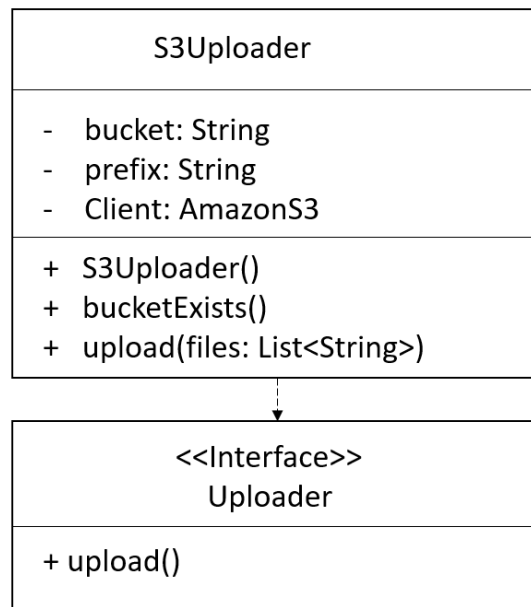 S3Uploader
- bucket: String
- prefix: String
- Client: AmazonS3
+ S3Uploader()
+ bucketExists()
+ upload(files: List<String>)
<<Interface>>
Uploader
+ upload()